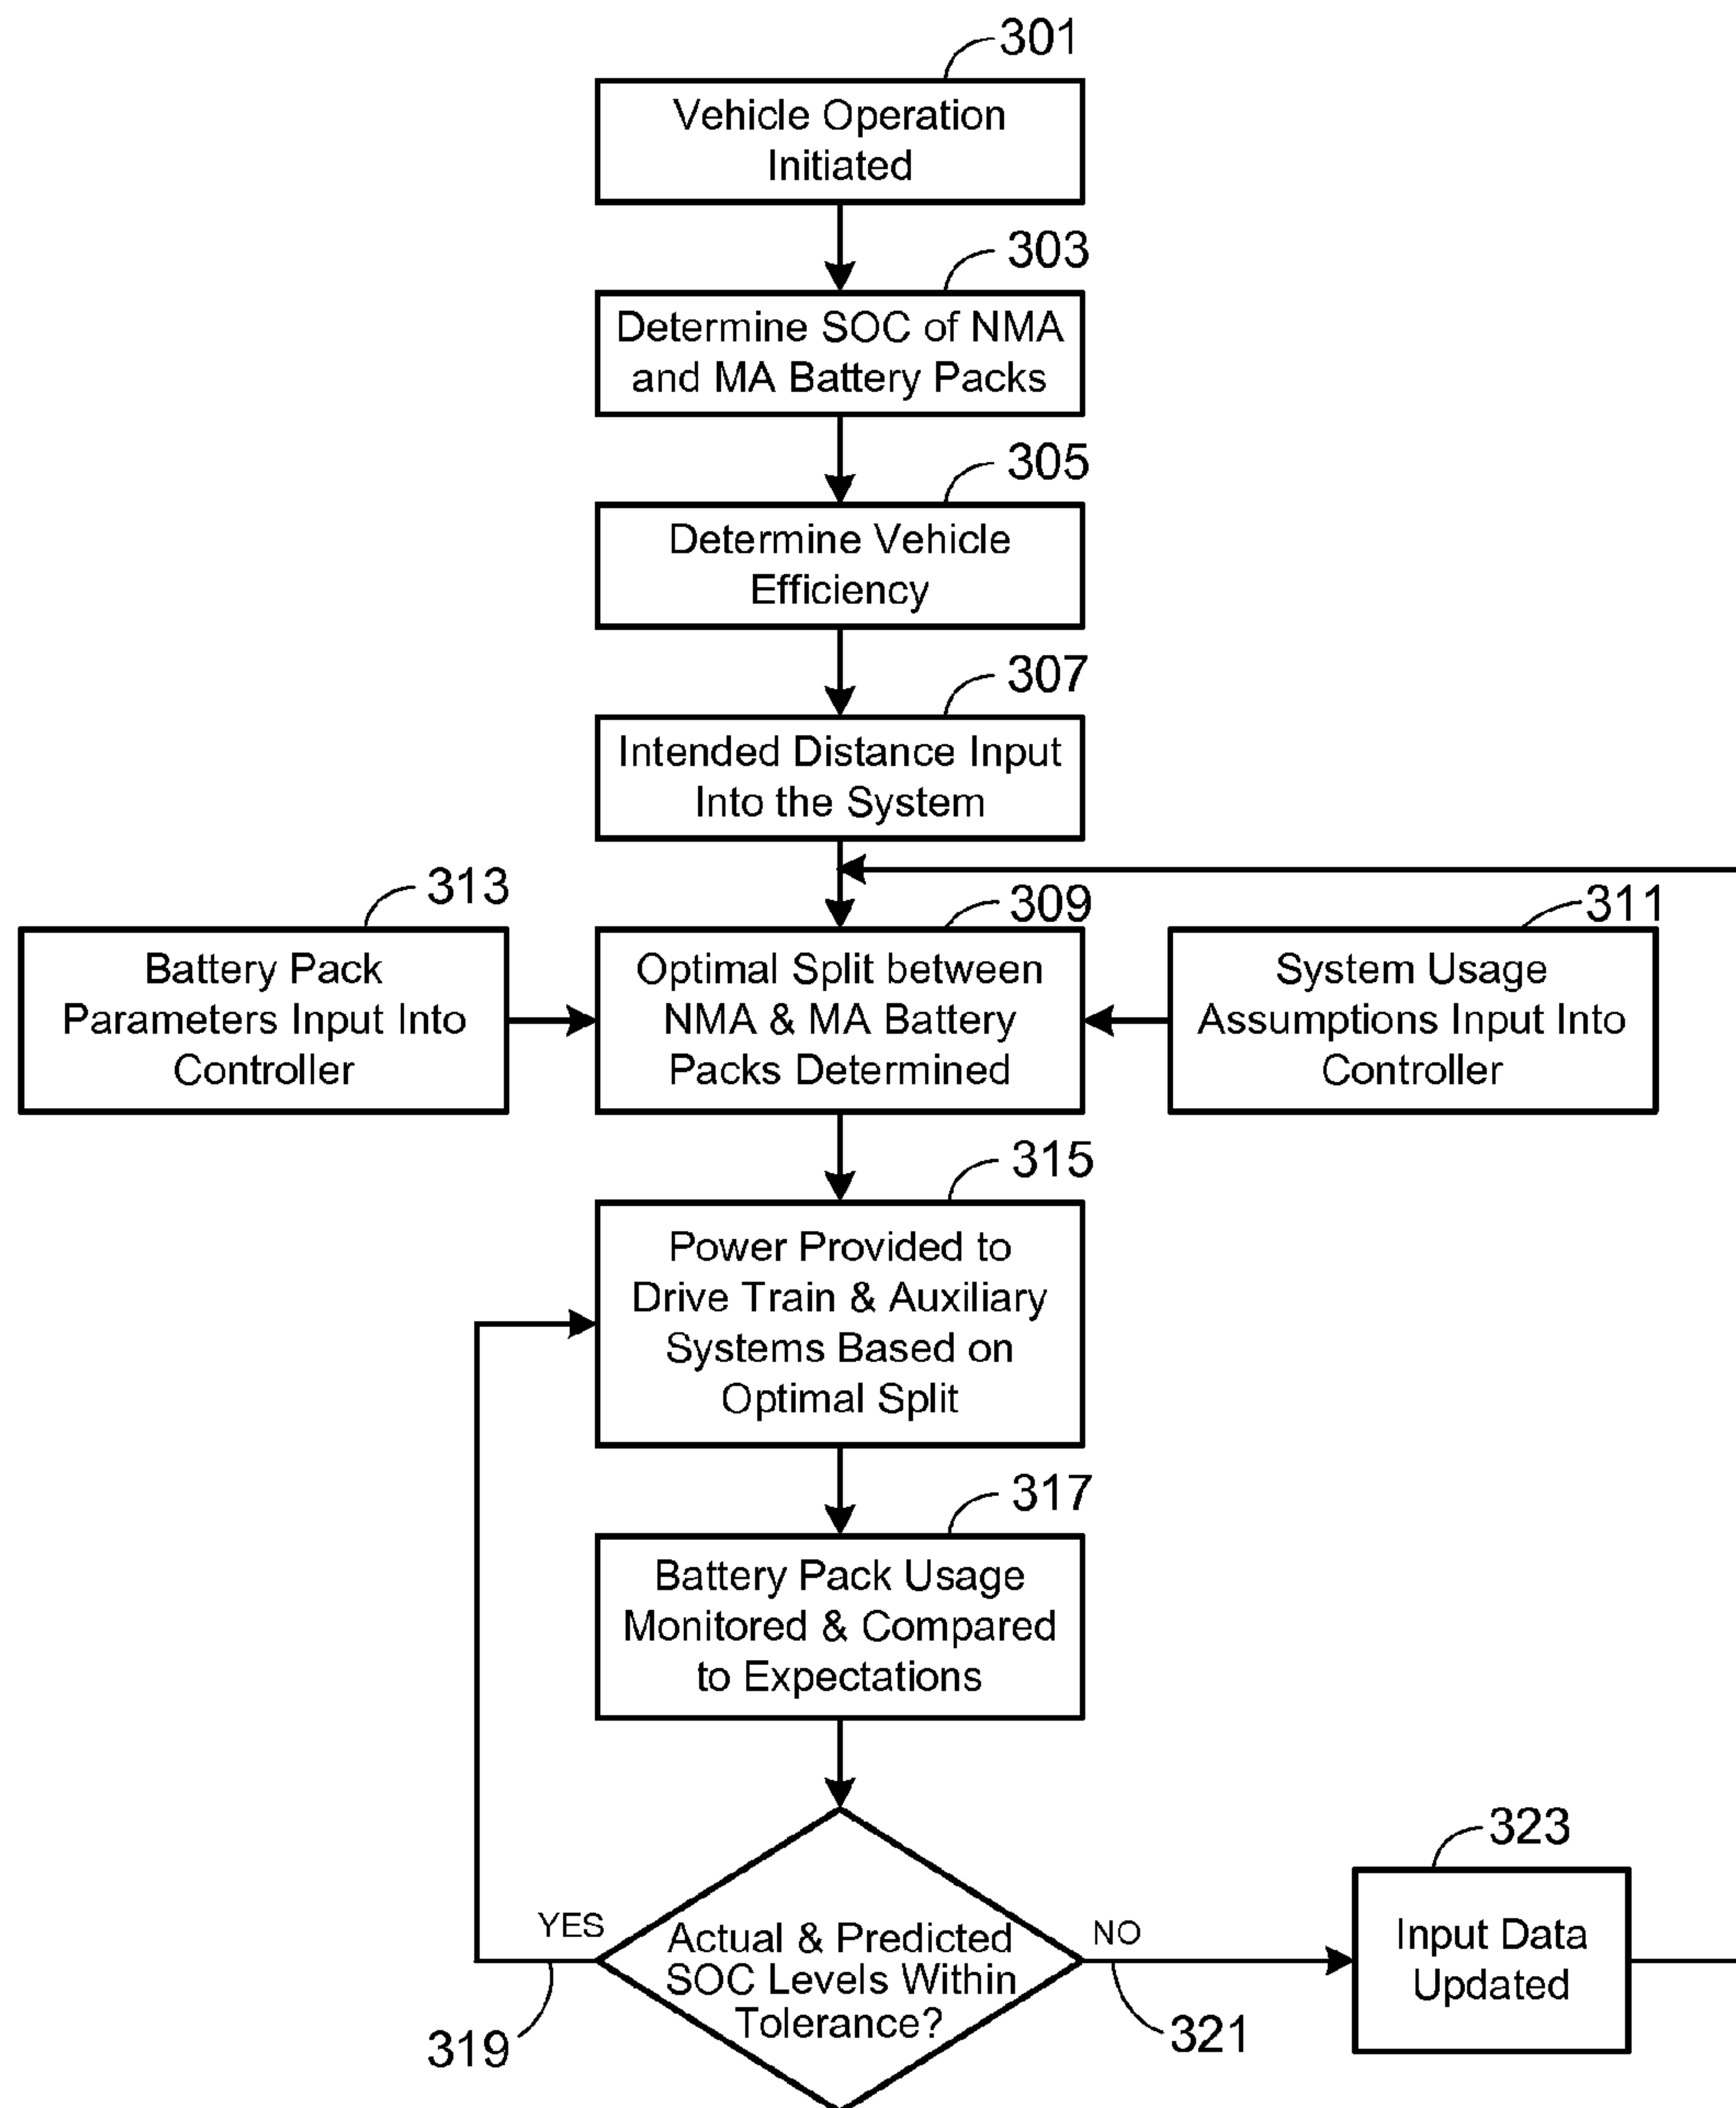 301
Vehicle Operation
Initiated
303
Determine SOC of NMA
and MA Battery Packs
305
Determine Vehicle
Efficiency
307
Intended Distance Input
Into the System
313
Battery Pack
Parameters Input Into
Controller
309
Optimal Split between
NMA & MA Battery
Packs Determined
311
System Usage
Assumptions Input Into
Controller
315
Power Provided to
Drive Train & Auxiliary
Systems Based on
Optimal Split
317
Battery Pack Usage
Monitored & Compared
to Expectations
YES
319
Actual & Predicted
SOC Levels Within
Tolerance?
NO
321
323
Input Data
Updated